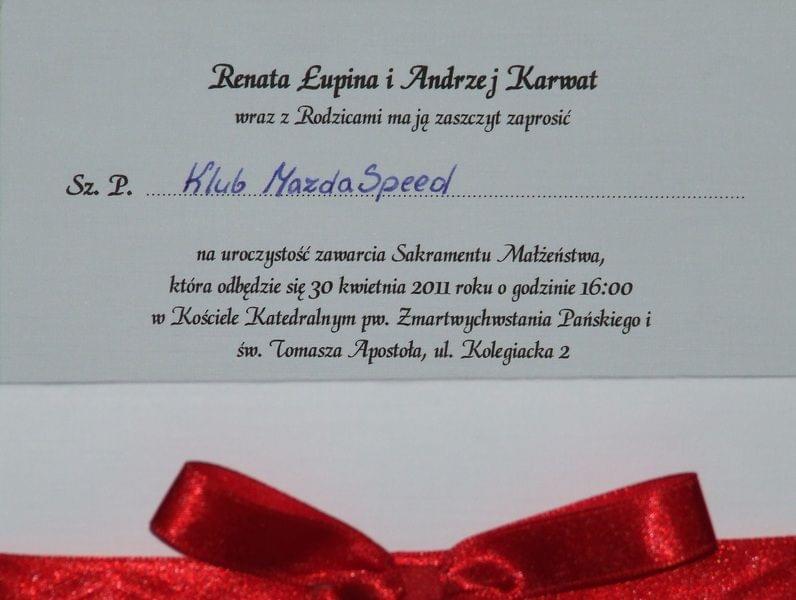 Renata Łupina i Andrzej Karwat
wraz z Rodzicami mają zaszczyt zaprosić
Sz. P. Klub MazdaSpeed
na uroczystość zawarcia Sakramentu Małżeństwa,
która odbędzie się 30 kwietnia 2011 roku o godzinie 16:00
w Kościele Katedralnym pw. Zmartwychwstania Pańskiego i
św. Tomasza Apostoła, ul. Kolegiacka 2